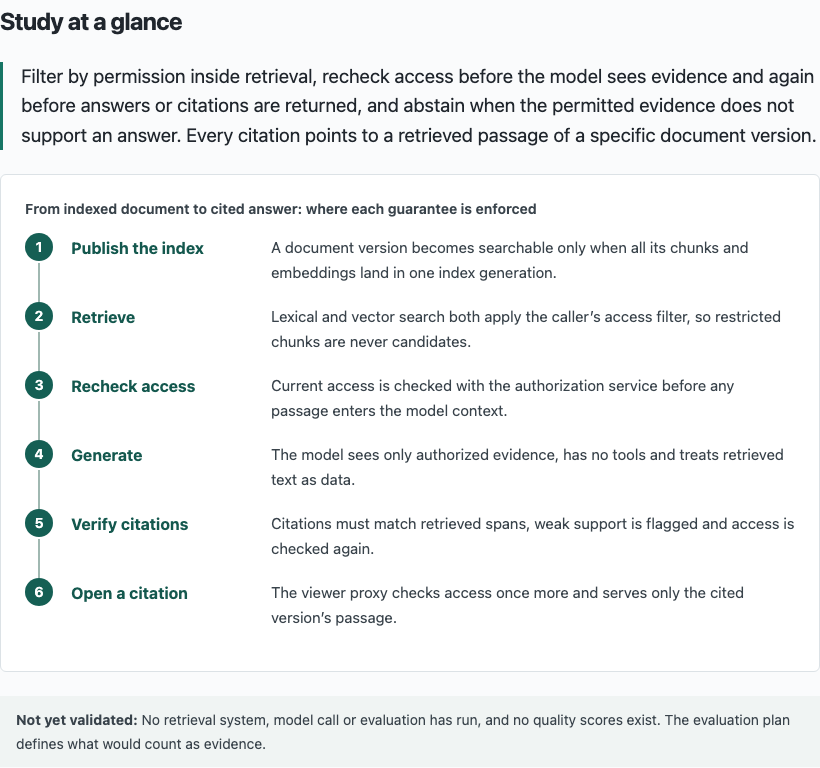 Study at a glance
Filter by permission inside retrieval, recheck access before the model sees evidence and again
before answers or citations are returned, and abstain when the permitted evidence does not
support an answer. Every citation points to a retrieved passage of a specific document version.
From indexed document to cited answer: where each guarantee is enforced
1 Publish the index A document version becomes searchable only when all its chunks and
embeddings land in one index generation.
2 Retrieve Lexical and vector search both apply the caller’s access filter, so restricted
chunks are never candidates.
3 Recheck access Current access is checked with the authorization service before any
passage enters the model context.
4 Generate The model sees only authorized evidence, has no tools and treats retrieved
text as data.
5 Verify citations Citations must match retrieved spans, weak support is flagged and access is
checked again.
6 Open a citation The viewer proxy checks access once more and serves only the cited
version’s passage.
Not yet validated: No retrieval system, model call or evaluation has run, and no quality scores exist. The evaluation plan
defines what would count as evidence.